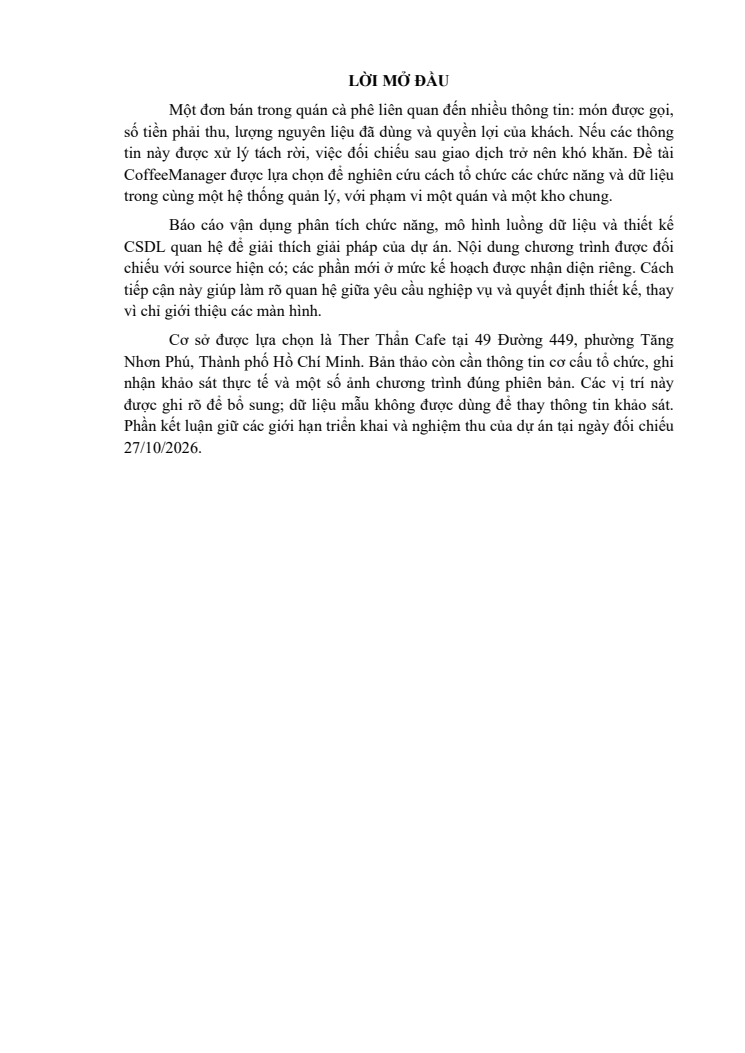 LỜI MỞ ĐẦU
Một đơn bán trong quán cà phê liên quan đến nhiều thông tin: món được gọi,
số tiền phải thu, lượng nguyên liệu đã dùng và quyền lợi của khách. Nếu các thông
tin này được xử lý tách rời, việc đối chiếu sau giao dịch trở nên khó khăn. Đề tài
CoffeeManager được lựa chọn để nghiên cứu cách tổ chức các chức năng và dữ liệu
trong cùng một hệ thống quản lý, với phạm vi một quán và một kho chung.
Báo cáo vận dụng phân tích chức năng, mô hình luồng dữ liệu và thiết kế
CSDL quan hệ để giải thích giải pháp của dự án. Nội dung chương trình được đối
chiếu với source hiện có; các phần mới ở mức kế hoạch được nhận diện riêng. Cách
tiếp cận này giúp làm rõ quan hệ giữa yêu cầu nghiệp vụ và quyết định thiết kế, thay
vì chỉ giới thiệu các màn hình.
Cơ sở được lựa chọn là Ther Thẩn Cafe tại 49 Đường 449, phường Tăng
Nhơn Phú, Thành phố Hồ Chí Minh. Bản thảo còn cần thông tin cơ cấu tổ chức, ghi
nhận khảo sát thực tế và một số ảnh chương trình đúng phiên bản. Các vị trí này
được ghi rõ để bổ sung; dữ liệu mẫu không được dùng để thay thông tin khảo sát.
Phần kết luận giữ các giới hạn triển khai và nghiệm thu của dự án tại ngày đối chiếu
27/10/2026.